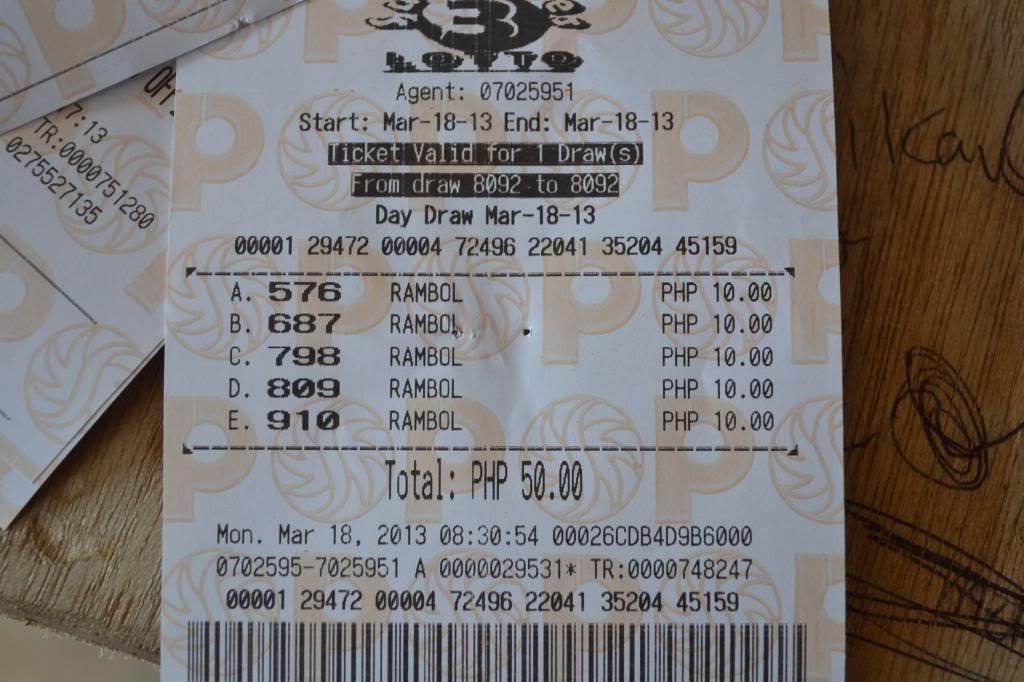 3
LOTTO
Agent: 07025951
Start: Mar-18-13 End: Mar-18-13
Ticket Valid for 1 Draw(s)
From draw 8092 to 8092
Day Draw Mar-18-13
00001 29472 00004 72496 22041 35204 45159
A. 576 RAMBOL PHP 10.00
B. 687 RAMBOL PHP 10.00
C. 798 RAMBOL PHP 10.00
D. 809 RAMBOL PHP 10.00
E. 910 RAMBOL PHP 10.00
Total: PHP 50.00
Mon. Mar 18, 2013 08:30:54 00026CDB4D9B6000
0702595-7025951 A 0000029531* TR:0000748247
00001 29472 00004 72496 22041 35204 45159
7:13
TR:0000751280
0275527135